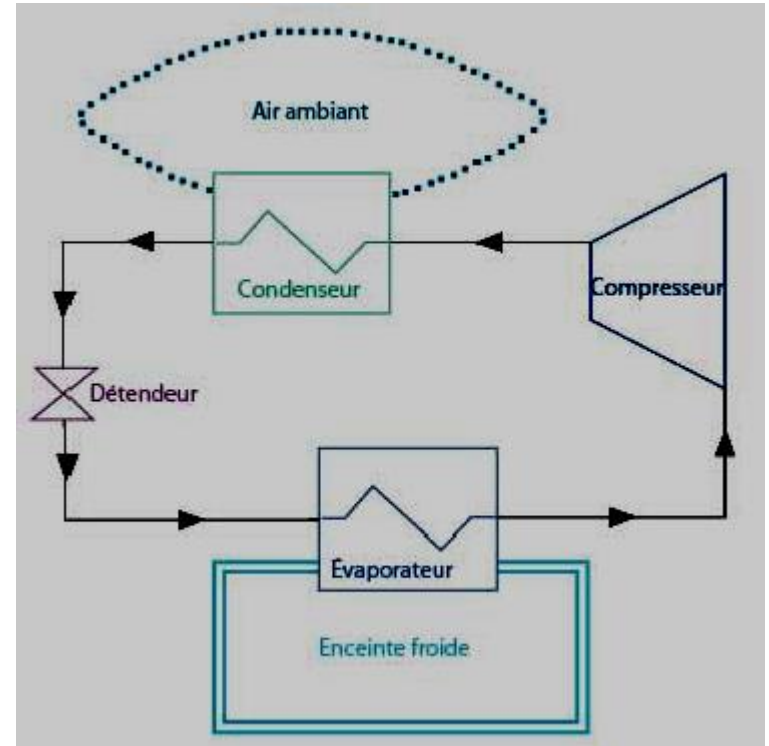 Air ambiant
Condenseur
Compresseur
Détendeur
Évaporateur
Enceinte froide